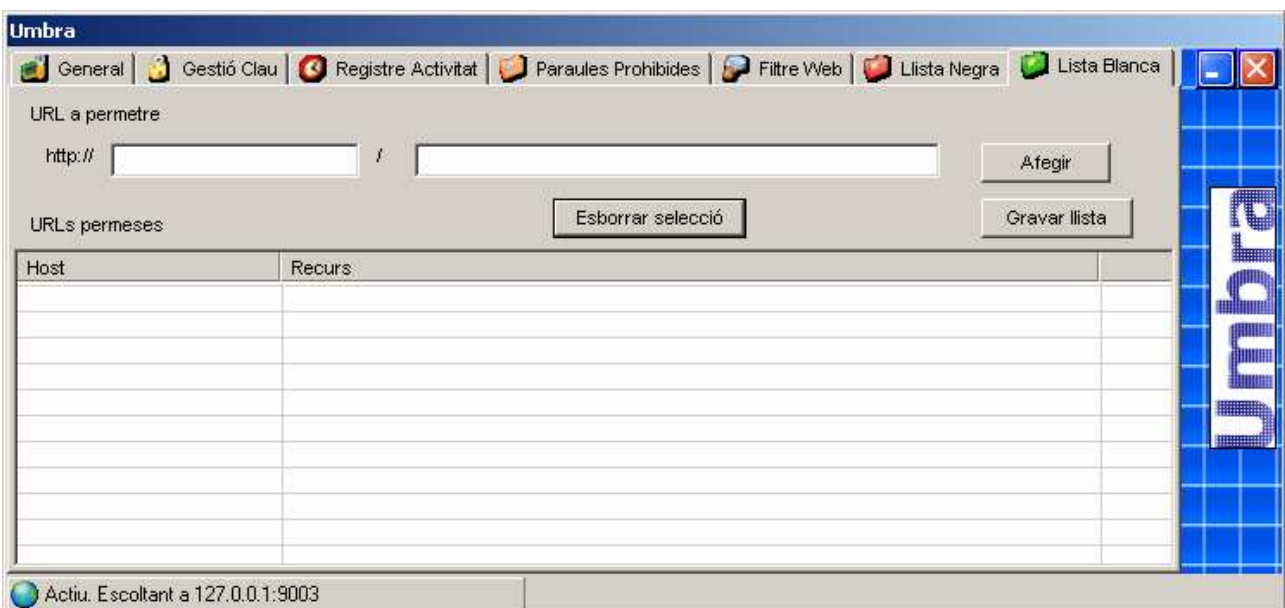 Umbra
General Gestió Clau Registre Activitat Paraules Prohibides Filtre Web Llista Negra Lista Blanca
URL a permetre
http:// /
Afegir
URLs permeses
Esborrar selecció
Gravar llista
Host Recurs
Umbra
Actiu. Escoltant a 127.0.0.1:9003